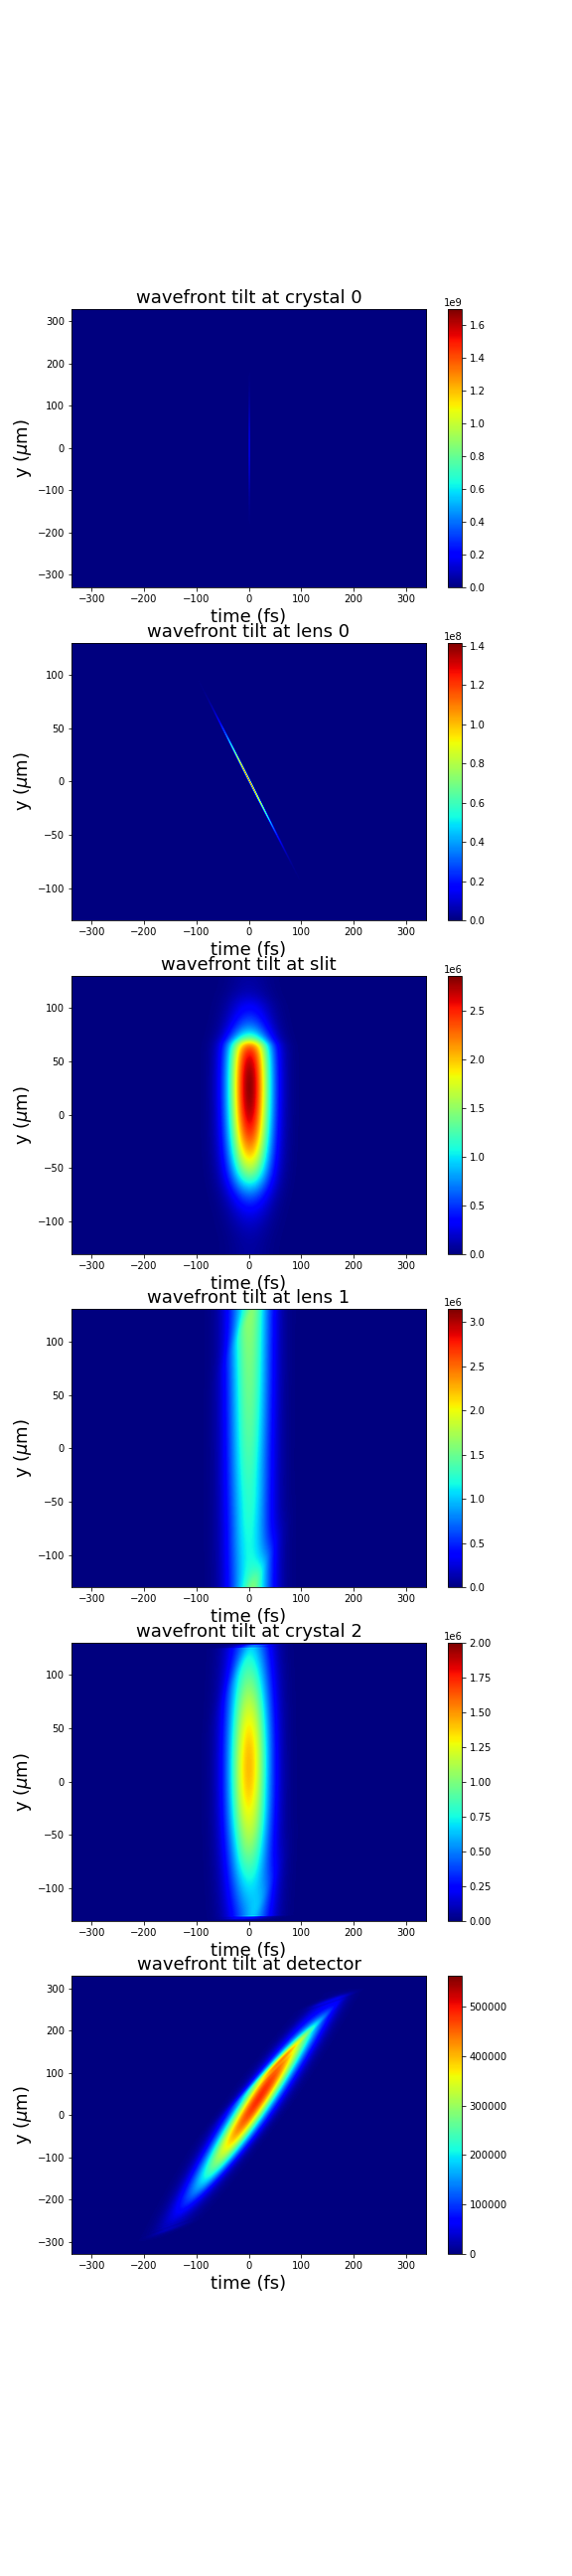 wavefront tilt at crystal 0
1e9
300
200
100
0
−100
−200
−300
y (μm)
1.6
1.4
1.2
1.0
0.8
0.6
0.4
0.2
0.0
−300 −200 −100 0 100 200 300
time (fs)
wavefront tilt at lens 0
1e8
100
50
0
−50
−100
y (μm)
1.4
1.2
1.0
0.8
0.6
0.4
0.2
0.0
−300 −200 −100 0 100 200 300
time (fs)
wavefront tilt at slit
1e6
100
50
0
−50
−100
y (μm)
2.5
2.0
1.5
1.0
0.5
0.0
−300 −200 −100 0 100 200 300
time (fs)
wavefront tilt at lens 1
1e6
100
50
0
−50
−100
y (μm)
3.0
2.5
2.0
1.5
1.0
0.5
0.0
−300 −200 −100 0 100 200 300
time (fs)
wavefront tilt at crystal 2
1e6
100
50
0
−50
−100
y (μm)
2.00
1.75
1.50
1.25
1.00
0.75
0.50
0.25
0.00
−300 −200 −100 0 100 200 300
time (fs)
wavefront tilt at detector
300
200
100
0
−100
−200
−300
y (μm)
500000
400000
300000
200000
100000
0
−300 −200 −100 0 100 200 300
time (fs)